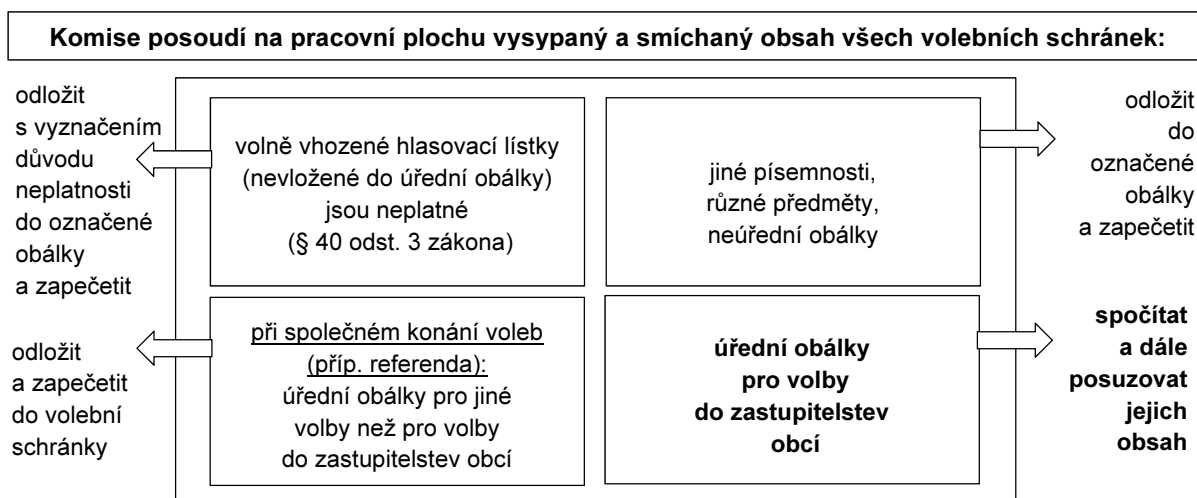 Komise posoudí na pracovní plochu vysypaný a smíchaný obsah všech volebních schránek:
odložit
s vyznačením
důvodu
neplatnosti
do označené
obálky
a zapečetit
volně vhozené hlasovací lístky
(nevložené do úřední obálky)
jsou neplatné
(§ 40 odst. 3 zákona)
jiné písemnosti,
různé předměty,
neúřední obálky
odložit
do
označené
obálky
a zapečetit
odložit
a zapečetit
do volební
schránky
při společném konání voleb
(příp. referenda):
úřední obálky pro jiné
volby než pro volby
do zastupitelstev obcí
úřední obálky
pro volby
do zastupitelstev
obcí
spočítat
a dále
posuzovat
jejich
obsah